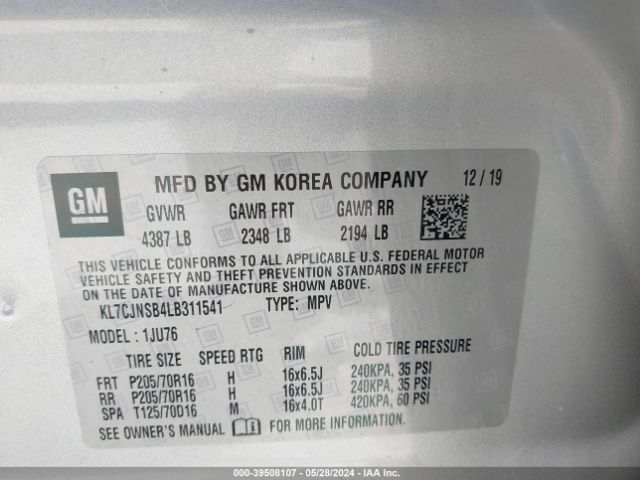 GM
MFD BY GM KOREA COMPANY 12 / 19
GVWR GAWR FRT GAWR RR
4387 LB 2348 LB 2194 LB
THIS VEHICLE CONFORMS TO ALL APPLICABLE U.S. FEDERAL MOTOR
VEHICLE SAFETY AND THEFT PREVENTION STANDARDS IN EFFECT
ON THE DATE OF MANUFACTURE SHOWN ABOVE.
KL7CJNSB4LB311541 TYPE: MPV
MODEL : 1JU76
TIRE SIZE SPEED RTG RIM COLD TIRE PRESSURE
FRT P205/70R16 H 16x6.5J 240KPA, 35 PSI
RR P205/70R16 H 16x6.5J 240KPA, 35 PSI
SPA T125/70D16 M 16x4.0T 420KPA, 60 PSI
SEE OWNER'S MANUAL FOR MORE INFORMATION.
000-39508107 - 05/28/2024 - IAA Inc.